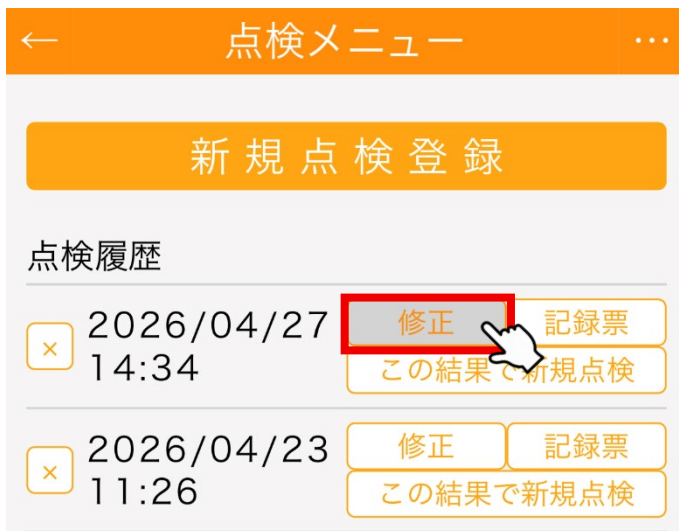 ← 点検メニュー …
新規点検登録
点検履歴
× 2026/04/27 修正 記録票
14:34 この結果で新規点検
× 2026/04/23 修正 記録票
11:26 この結果で新規点検